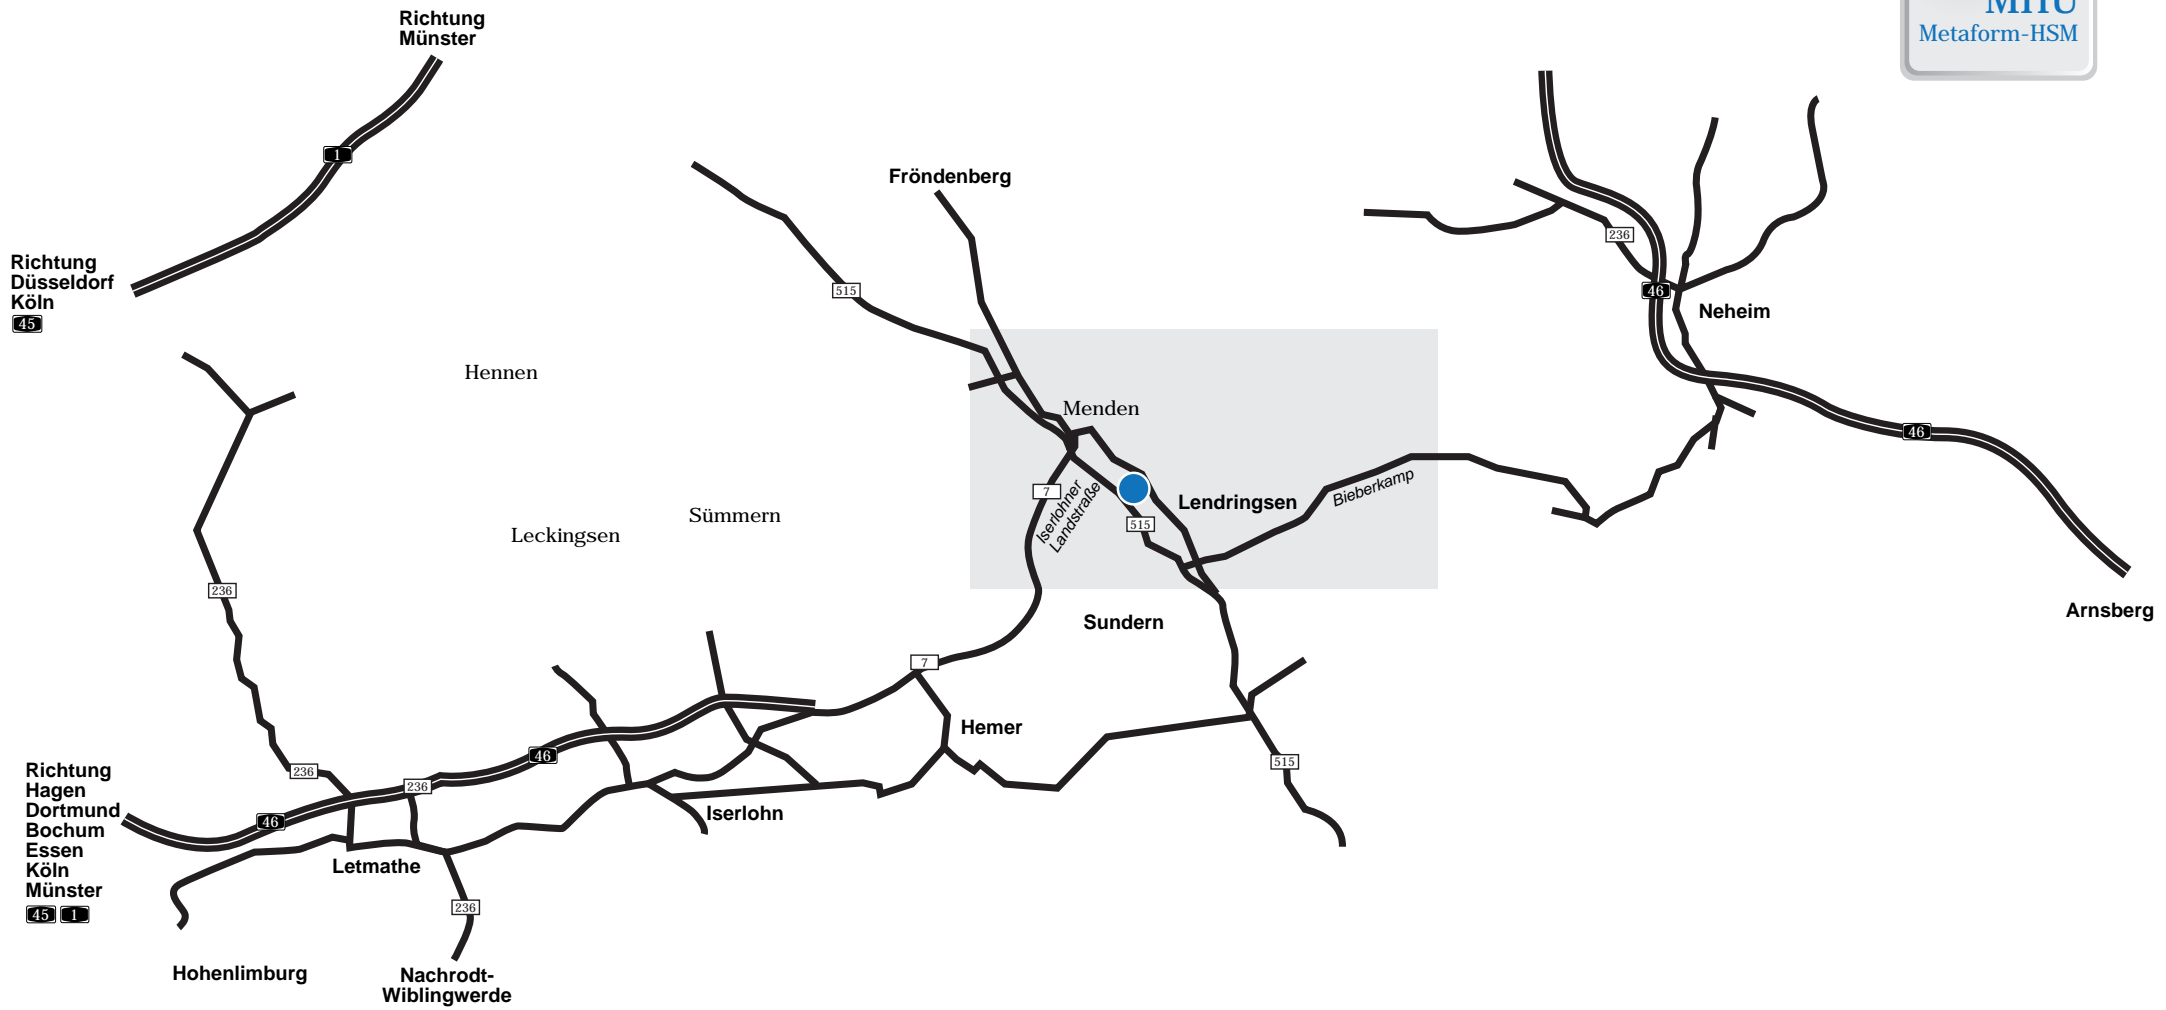 Richtung
Münster
MHU
Metaform-HSM
1
Fröndenberg
236
Richtung
Düsseldorf
Köln
45
515
46
Neheim
Hennen
Menden
46
Bieberkamp
7
Iserlohner
Landstraße
Lendringsen
Sümmern
515
Leckingsen
236
Arnsberg
Sundern
7
Hemer
46
515
Richtung
Hagen
Dortmund
Bochum
Essen
Köln
Münster
45 1
236
236
46
Iserlohn
Letmathe
236
Hohenlimburg
Nachrodt-
Wiblingwerde